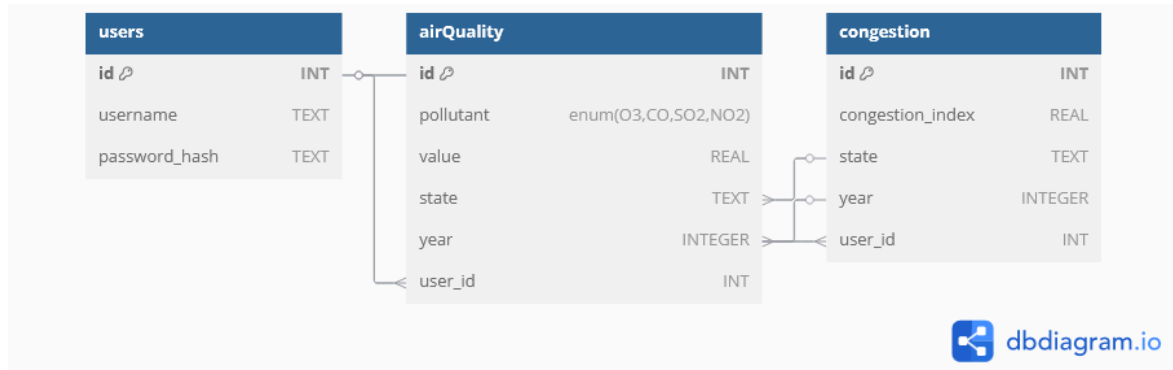 users
id INT
username TEXT
password_hash TEXT
airQuality
id INT
pollutant enum(O3,CO,SO2,NO2)
value REAL
state TEXT
year INTEGER
user_id INT
congestion
id INT
congestion_index REAL
state TEXT
year INTEGER
user_id INT
dbdiagram.io